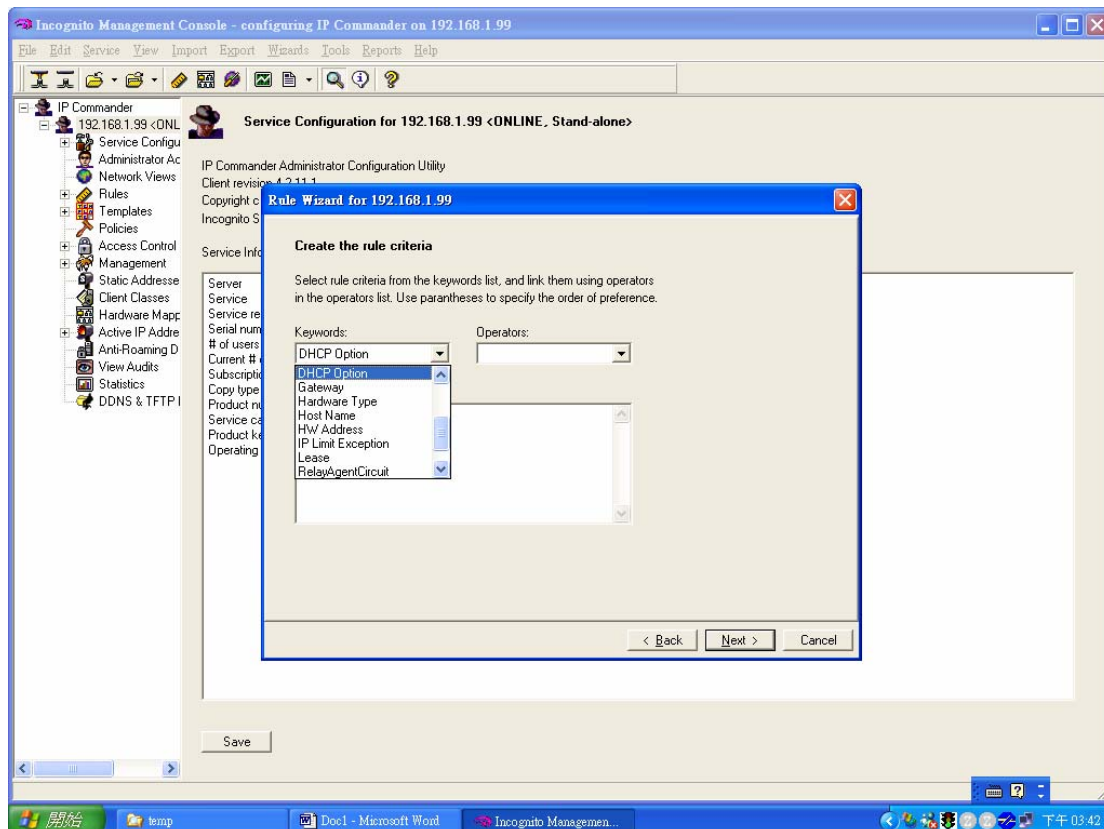 Incognito Management Console - configuring IP Commander on 192.168.1.99
File Edit Service View Import Export Wizards Tools Reports Help
IP Commander
192.168.1.99 <ONL
Service Configu
Administrator Ac
Network Views
Rules
Templates
Policies
Access Control
Management
Static Addresse
Client Classes
Hardware Mapp
Active IP Addre
Anti-Roaming D
View Audits
Statistics
DDNS & TFTP I
Service Configuration for 192.168.1.99 <ONLINE, Stand-alone>
IP Commander Administrator Configuration Utility
Client revision 4.2.11.1
Copyright c
Incognito S
Service Info
Server
Service
Service re
Serial num
# of users
Current #
Subscriptio
Copy type
Product nu
Service ca
Product ke
Operating
Save
Rule Wizard for 192.168.1.99
Create the rule criteria
Select rule criteria from the keywords list, and link them using operators
in the operators list. Use parantheses to specify the order of preference.
Keywords: Operators:
DHCP Option
DHCP Option
Gateway
Hardware Type
Host Name
HW Address
IP Limit Exception
Lease
RelayAgentCircuit
< Back Next > Cancel
開始 temp Doc1 - Microsoft Word Incognito Managemen... 下午 03:42